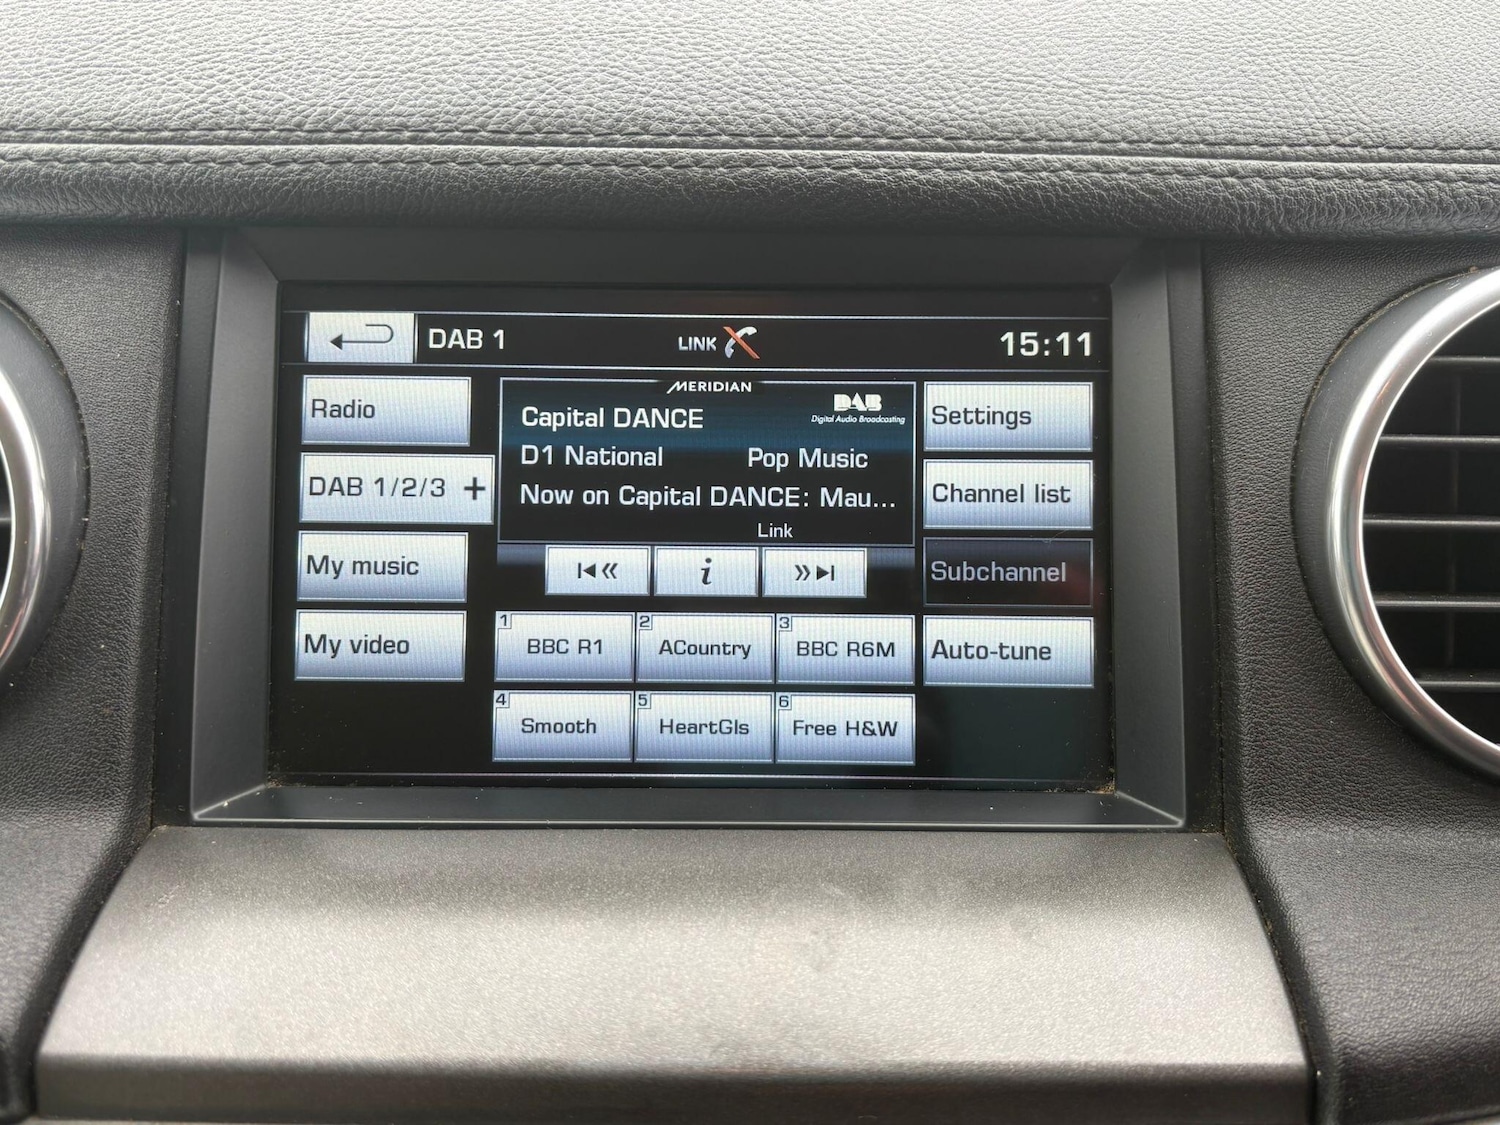 DAB 1
LINK
15:11
Radio
DAB 1/2/3 +
My music
My video
MERIDIAN
Capital DANCE
DAB
Digital Audio Broadcasting
D1 National
Pop Music
Now on Capital DANCE: Mau...
Link
i
1 BBC R1
2 ACountry
3 BBC R6M
4 Smooth
5 HeartGls
6 Free H&W
Settings
Channel list
Subchannel
Auto-tune